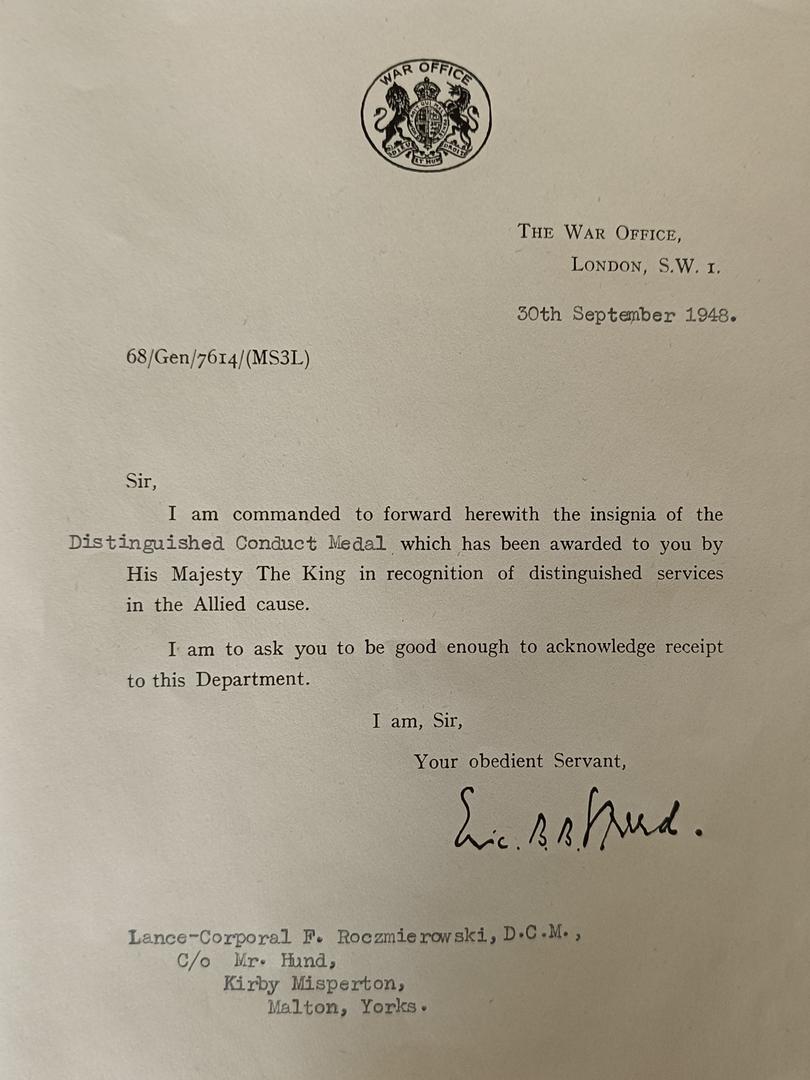 WAR OFFICE
THE WAR OFFICE,
LONDON, S.W. 1.
30th September 1948.
68/Gen/7614/(MS3L)
Sir,
I am commanded to forward herewith the insignia of the
Distinguished Conduct Medal which has been awarded to you by
His Majesty The King in recognition of distinguished services
in the Allied cause.
I am to ask you to be good enough to acknowledge receipt
to this Department.
I am, Sir,
Your obedient Servant,
Eric. B. B.
Lance-Corporal F. Roczmierowski, D.C.M.,
C/o Mr. Hund,
Kirby Misperton,
Malton, Yorks.